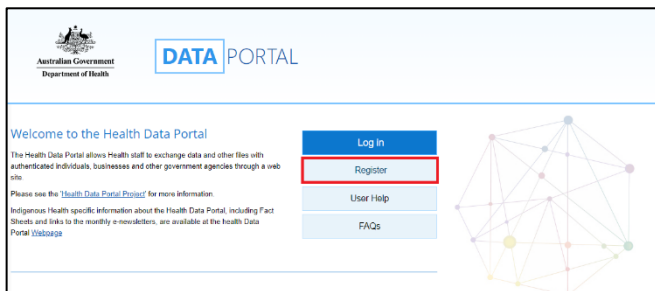 Australian Government
Department of Health
DATA PORTAL
Welcome to the Health Data Portal
The Health Data Portal allows Health staff to exchange data and other files with
authenticated individuals, businesses and other government agencies through a web
site.
Please see the 'Health Data Portal Project' for more information.
Indigenous Health specific information about the Health Data Portal, including Fact
Sheets and links to the monthly e-newsletters, are available at the health Data
Portal Webpage
Log In
Register
User Help
FAQs